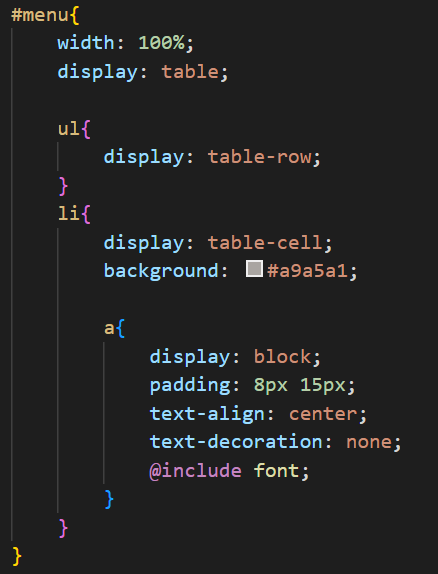 #menu{
    width: 100%;
    display: table;

    ul{
        display: table-row;
    }
    li{
        display: table-cell;
        background: #a9a5a1;

        a{
            display: block;
            padding: 8px 15px;
            text-align: center;
            text-decoration: none;
            @include font;
        }
    }
}